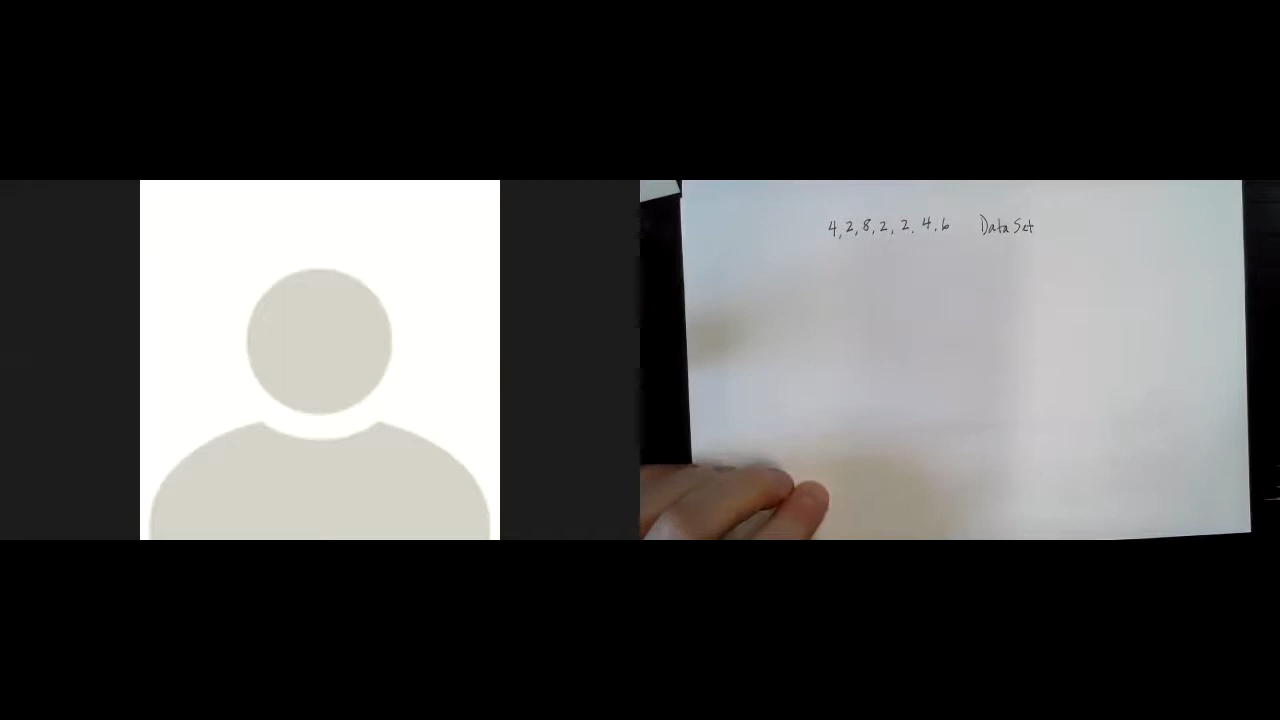 4, 2, 8, 2, 2, 4, 6 Data Set